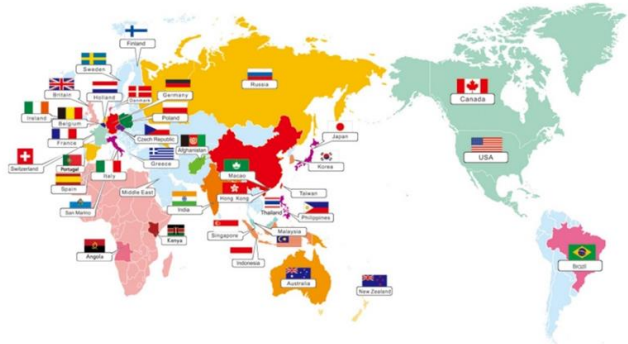 Finland
Sweden
Britain
Holland
Denmark
Germany
Russia
Canada
Ireland
Belgium
Poland
France
Czech Republic
Japan
USA
Switzerland
Portugal
Italy
Greece
Afghanistan
Korea
Spain
Macao
Middle East
Hong Kong
Taiwan
San Marino
India
Thailand
Philippines
Singapore
Malaysia
Kenya
Angola
Indonesia
Australia
New Zealand
Brazil